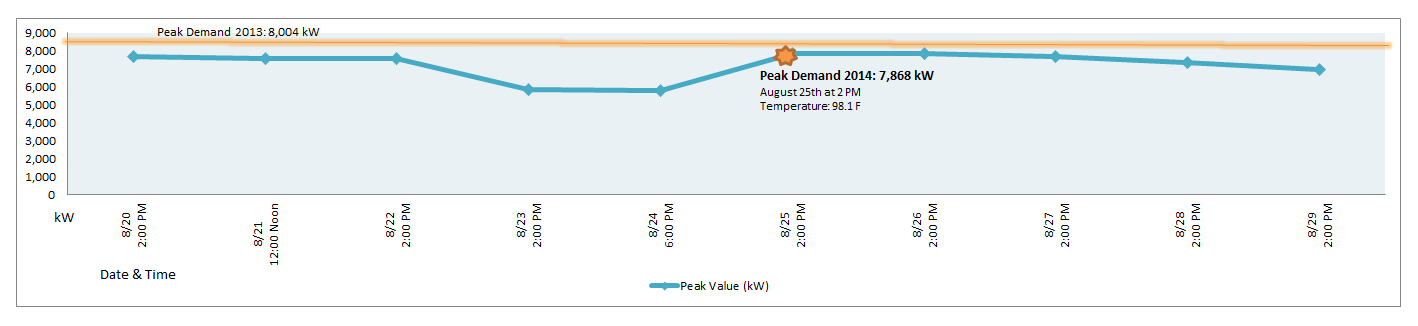 Peak Demand 2013: 8,004 kW
9,000
8,000
7,000
6,000
5,000
4,000
3,000
2,000
1,000
0
kW
Peak Demand 2014: 7,868 kW
August 25th at 2 PM
Temperature: 98.1 F
8/20
2:00 PM
8/21
12:00 Noon
8/22
2:00 PM
8/23
2:00 PM
8/24
6:00 PM
8/25
2:00 PM
8/26
2:00 PM
8/27
2:00 PM
8/28
2:00 PM
8/29
2:00 PM
Date & Time
Peak Value (kW)